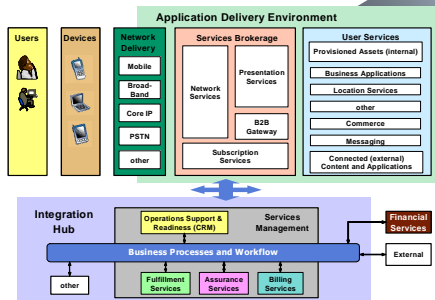 Application Delivery Environment
Users
Devices
Network
Delivery
Mobile
Broad-
Band
Core IP
PSTN
other
Services Brokerage
Network
Services
Presentation
Services
B2B
Gateway
Subscription
Services
User Services
Provisioned Assets (internal)
Business Applications
Location Services
other
Commerce
Messaging
Connected (external)
Content and Applications
Integration
Hub
Operations Support &
Readiness (CRM)
Services
Management
Business Processes and Workflow
other
Fulfillment
Services
Assurance
Services
Billing
Services
Financial
Services
External